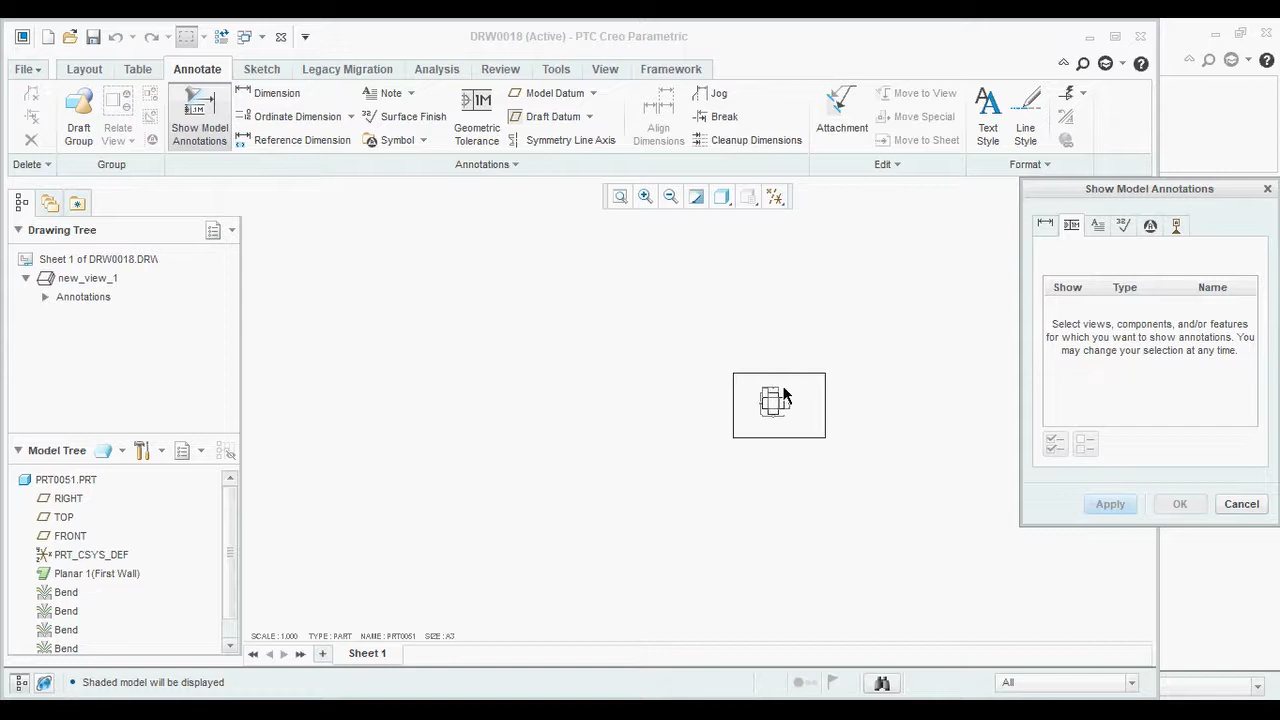 DRW0018 (Active) - PTC Creo Parametric
File Layout Table Annotate Sketch Legacy Migration Analysis Review Tools View Framework
Draft Group
Relate View
Show Model Annotations
Dimension
Ordinate Dimension
Reference Dimension
Note
Surface Finish
Symbol
Geometric Tolerance
Model Datum
Draft Datum
Symmetry Line Axis
Align Dimensions
Jog
Break
Cleanup Dimensions
Attachment
Move to View
Move Special
Move to Sheet
Text Style
Line Style
Delete Group Annotations Edit Format
Drawing Tree
Sheet 1 of DRW0018.DRW
new_view_1
Annotations
Model Tree
PRT0051.PRT
RIGHT
TOP
FRONT
PRT_CSYS_DEF
Planar 1(First Wall)
Bend
Bend
Bend
Bend
SCALE : 1.000 TYPE : PART NAME : PRT0051 SIZE : A3
Sheet 1
Shaded model will be displayed
All
Show Model Annotations
Show Type Name
Select views, components, and/or features
for which you want to show annotations. You
may change your selection at any time.
Apply OK Cancel